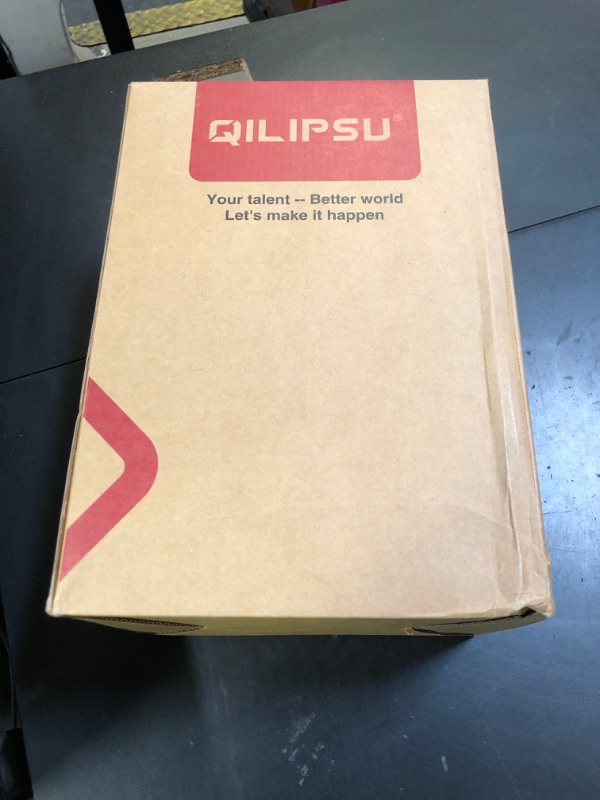 QILIPSU®
Your talent -- Better world
Let's make it happen